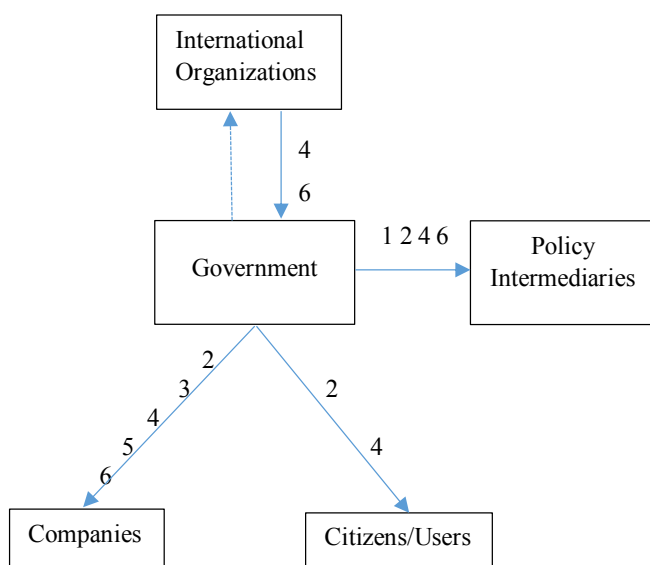 International
Organizations
4
6
1 2 4 6
Government
Policy
Intermediaries
2
3
4
5
6
2
4
Companies
Citizens/Users